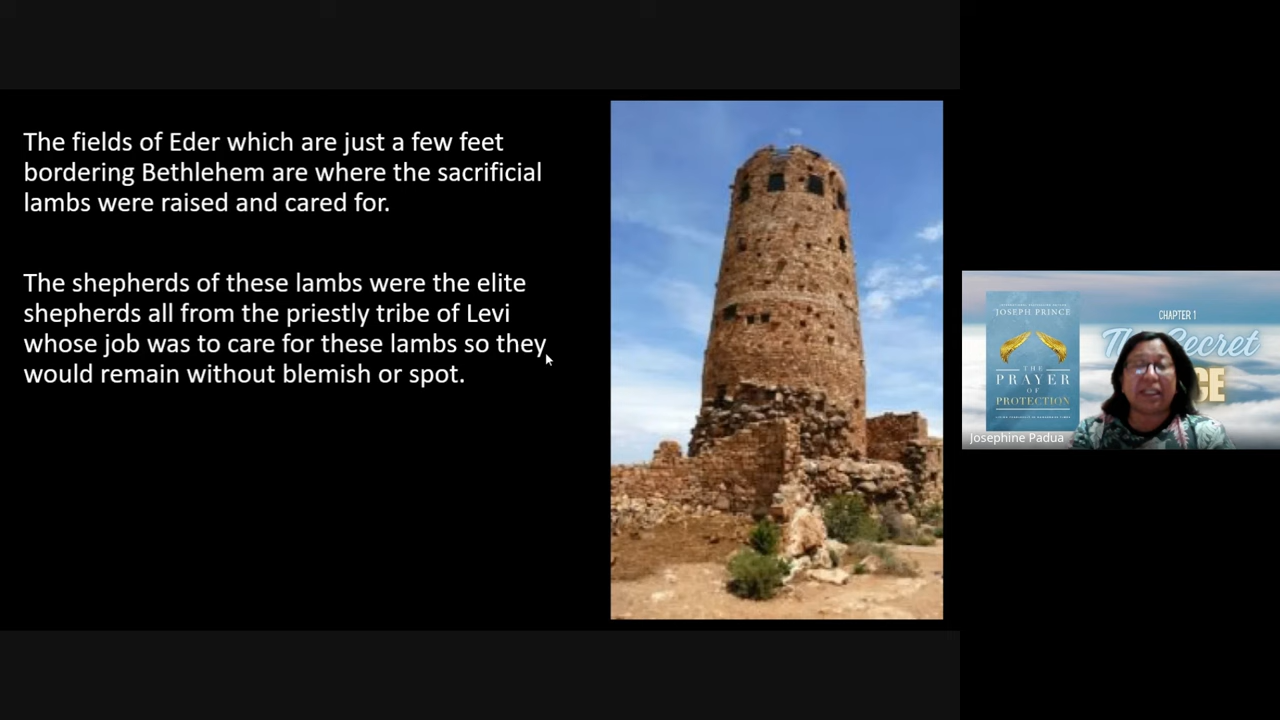 The fields of Eder which are just a few feet
bordering Bethlehem are where the sacrificial
lambs were raised and cared for.
The shepherds of these lambs were the elite
shepherds all from the priestly tribe of Levi
whose job was to care for these lambs so they
would remain without blemish or spot.
JOSEPH PRINCE
THE
PRAYER
OF
PROTECTION
CHAPTER 1
The Secret
Josephine Padua